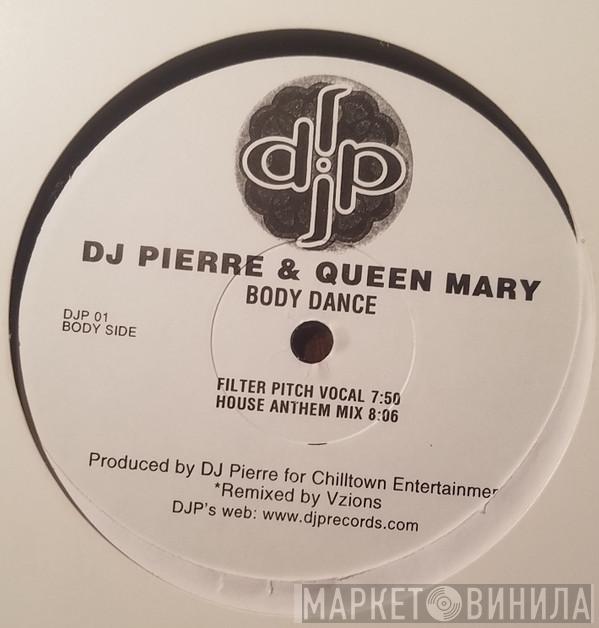 djp
DJ PIERRE & QUEEN MARY
BODY DANCE
DJP 01
BODY SIDE
FILTER PITCH VOCAL 7:50
HOUSE ANTHEM MIX 8:06
Produced by DJ Pierre for Chilltown Entertainmen
*Remixed by Vzions
DJP's web: www.djprecords.com
МАРКЕТ ВИНИЛА